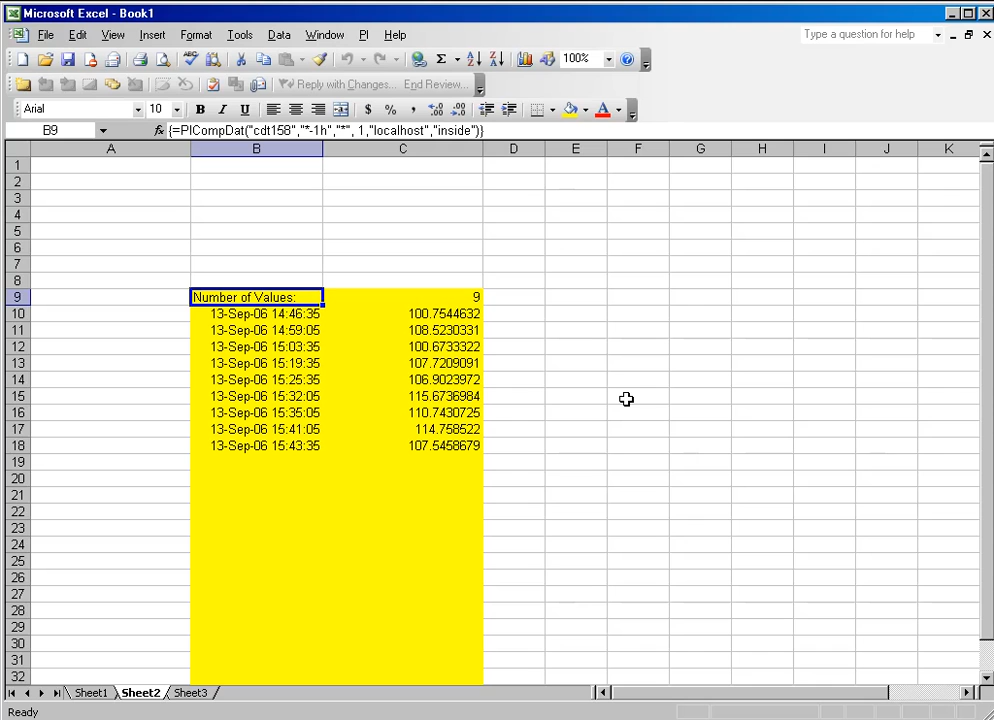 Microsoft Excel - Book1
File Edit View Insert Format Tools Data Window PI Help Type a question for help
Σ 100%
Reply with Changes... End Review...
Arial 10 B I U $ % ,
B9 fx {=PICompDat("cdt158","*-1h","*", 1,"localhost","inside")}
A B C D E F G H I J K
1
2
3
4
5
6
7
8
9 Number of Values: 9
10 13-Sep-06 14:46:35 100.7544632
11 13-Sep-06 14:59:05 108.5230331
12 13-Sep-06 15:03:35 100.6733322
13 13-Sep-06 15:19:35 107.7209091
14 13-Sep-06 15:25:35 106.9023972
15 13-Sep-06 15:32:05 115.6736984
16 13-Sep-06 15:35:05 110.7430725
17 13-Sep-06 15:41:05 114.758522
18 13-Sep-06 15:43:35 107.5458679
19
20
21
22
23
24
25
26
27
28
29
30
31
32
Sheet1 Sheet2 Sheet3
Ready